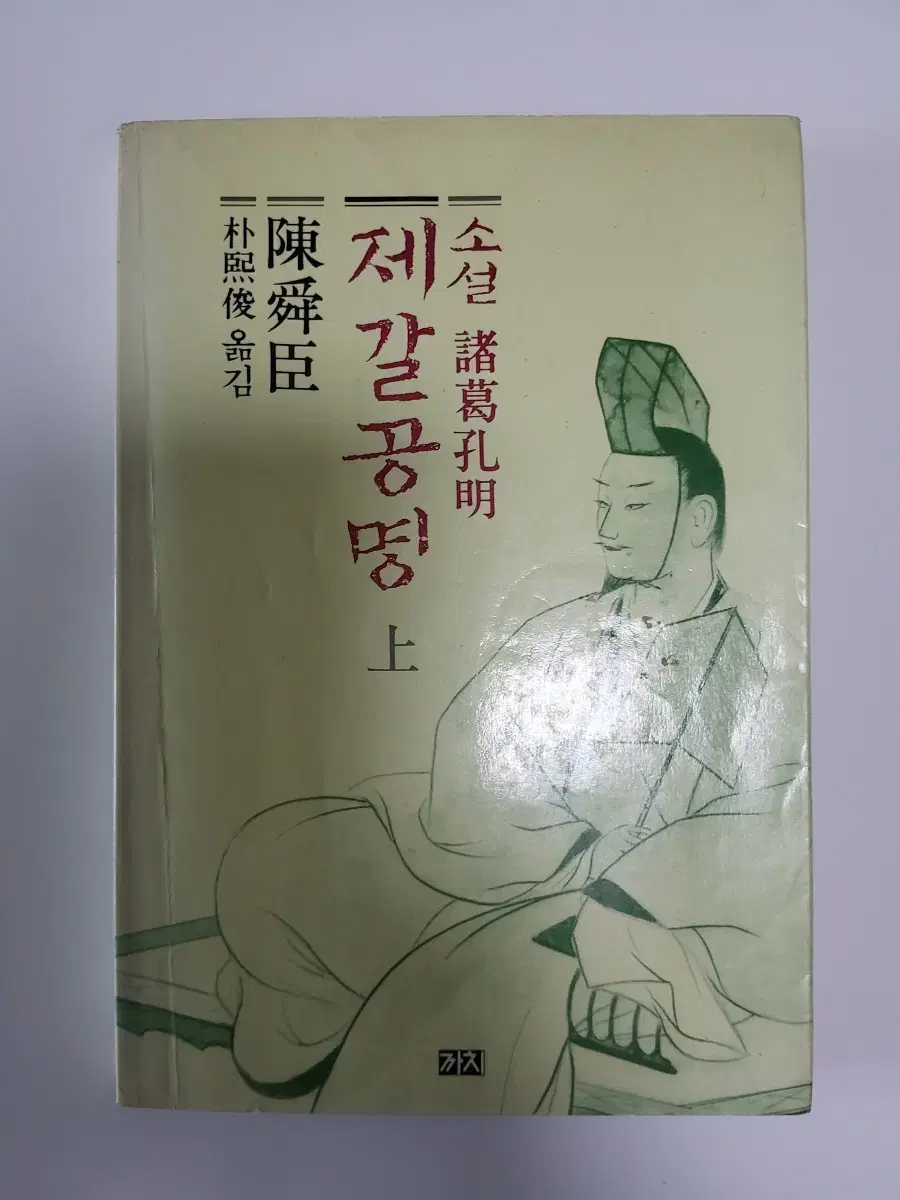 소설 諸葛孔明
제갈공명 上
陳舜臣
朴熙俊 옮김
까치